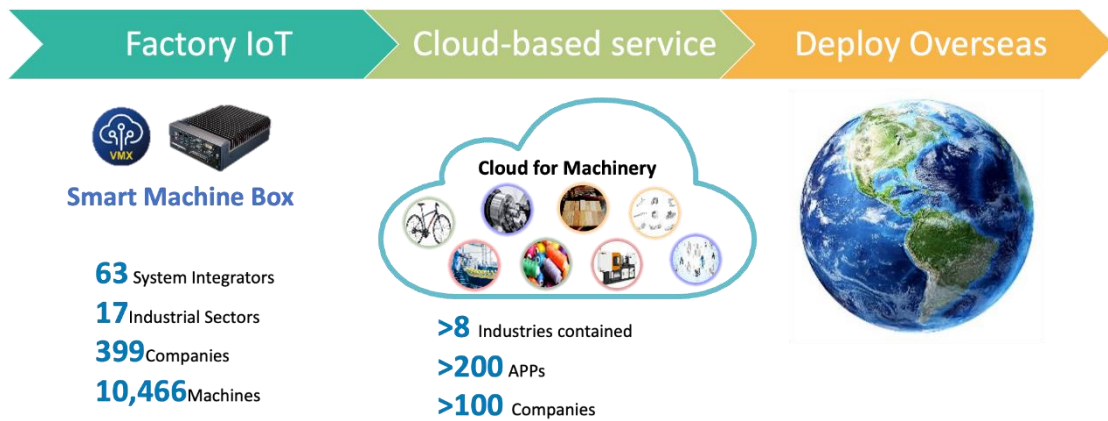 Factory IoT
Cloud-based service
Deploy Overseas
VMX
Smart Machine Box
63 System Integrators
17Industrial Sectors
399Companies
10,466Machines
Cloud for Machinery
>8 Industries contained
>200 APPs
>100 Companies